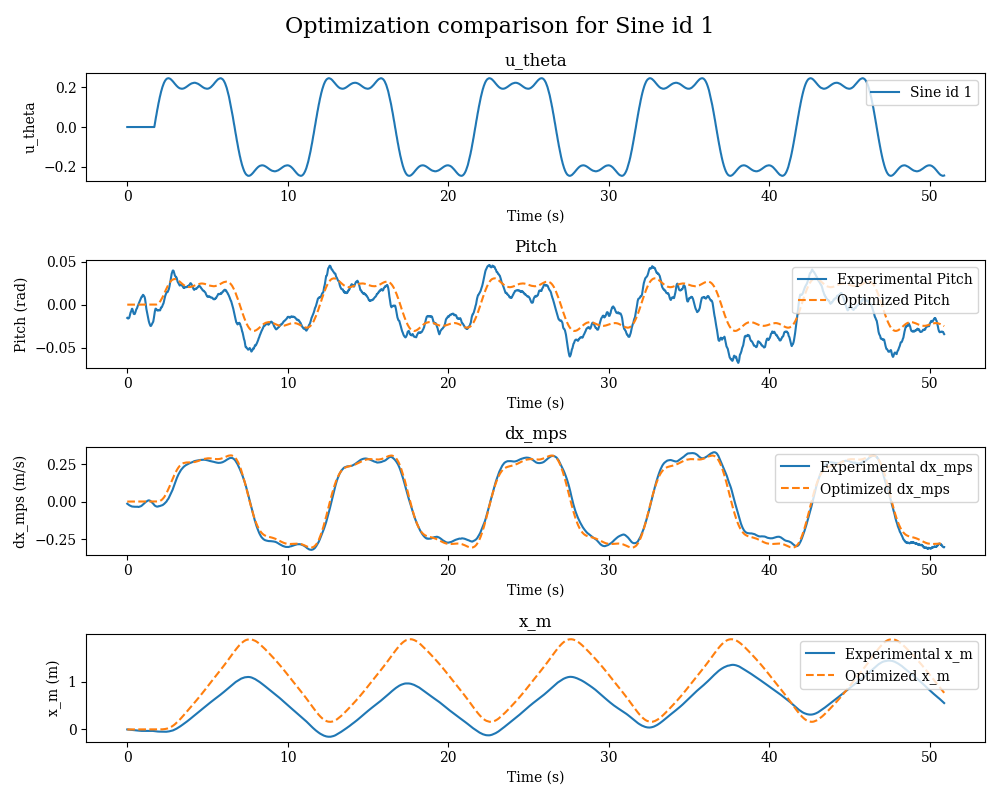 Optimization comparison for Sine id 1
u_theta
u_theta
0.2
0.0
−0.2
Sine id 1
0 10 20 30 40 50
Time (s)
Pitch
Pitch (rad)
0.05
0.00
−0.05
Experimental Pitch
Optimized Pitch
0 10 20 30 40 50
Time (s)
dx_mps
dx_mps (m/s)
0.25
0.00
−0.25
Experimental dx_mps
Optimized dx_mps
0 10 20 30 40 50
Time (s)
x_m
x_m (m)
1
0
Experimental x_m
Optimized x_m
0 10 20 30 40 50
Time (s)